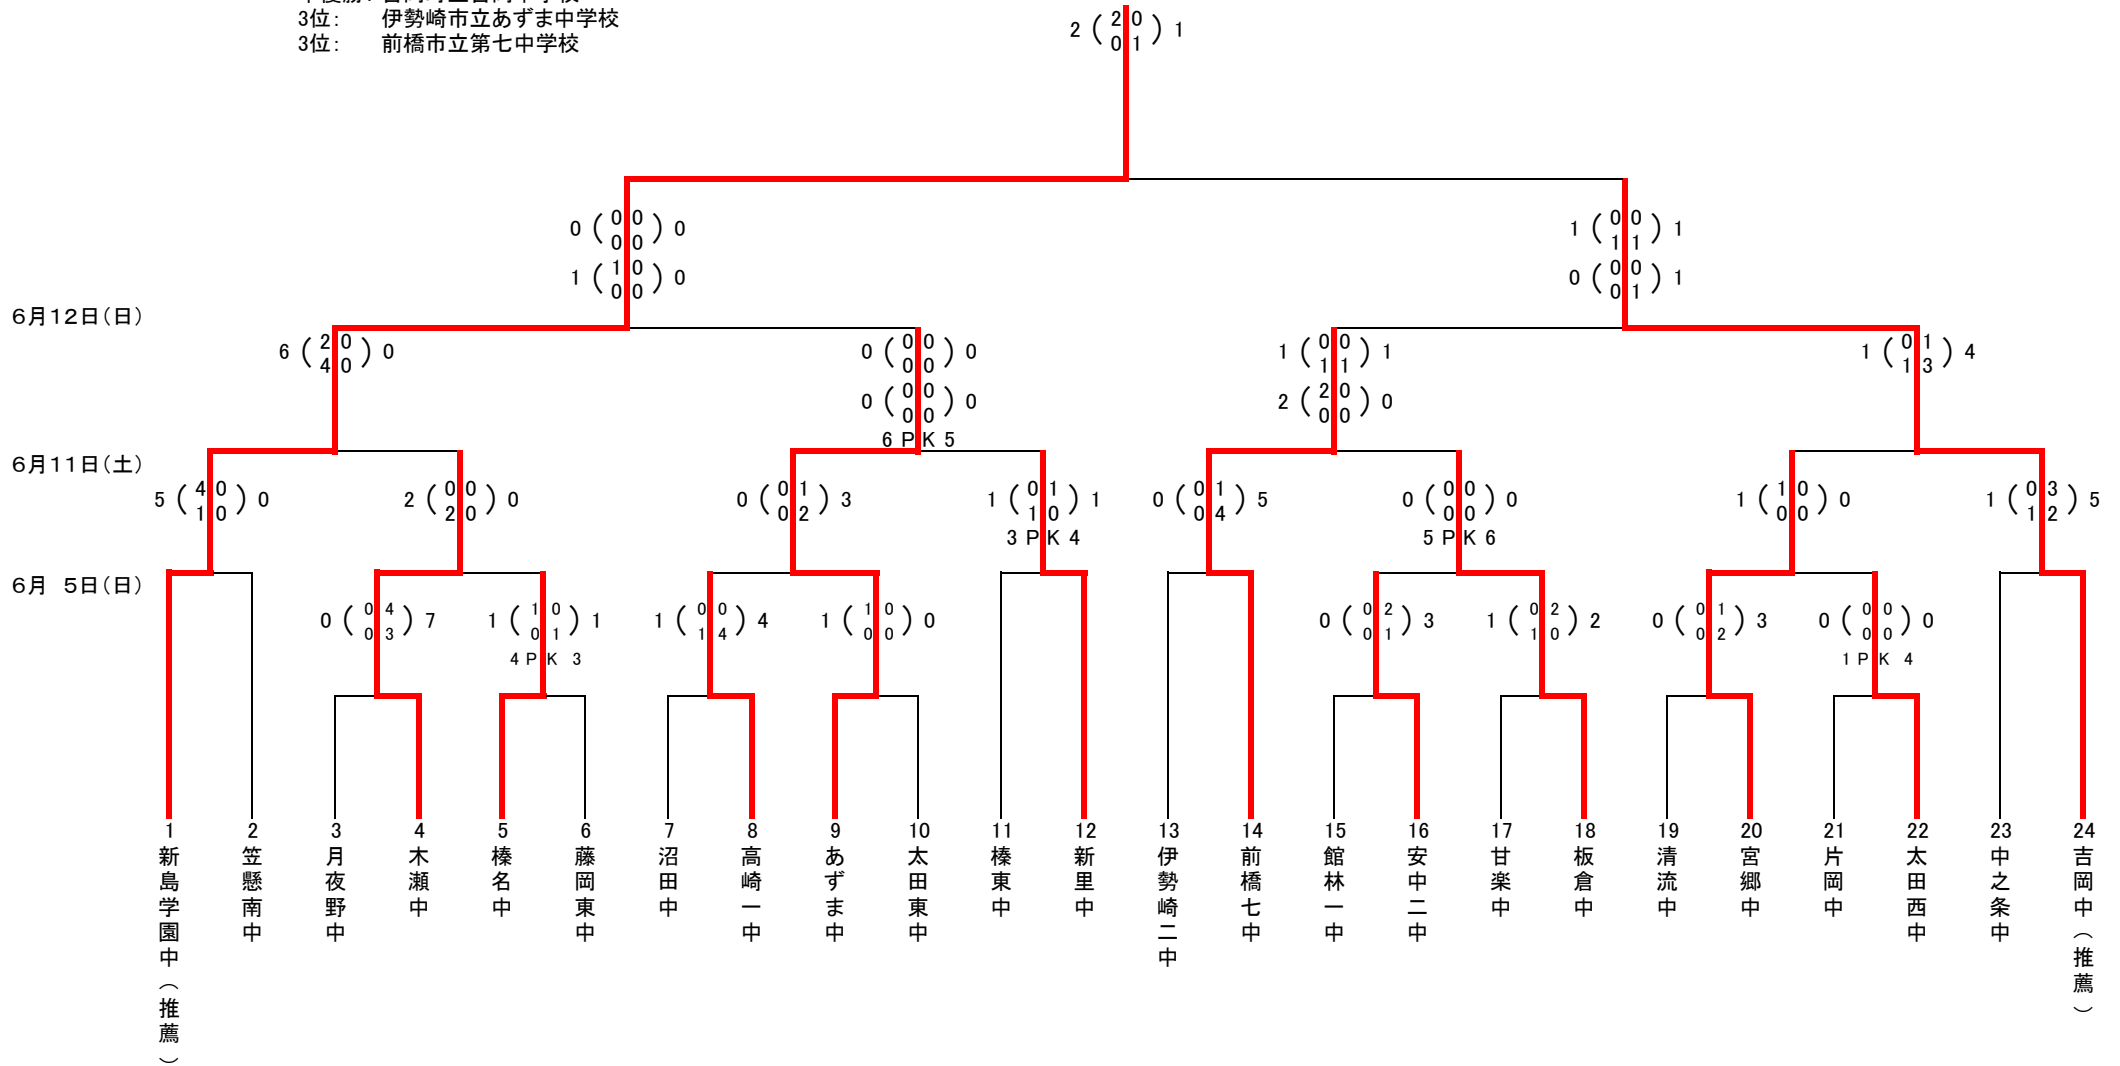 3位： 伊勢崎市立あずま中学校
3位： 前橋市立第七中学校
2 ( 2 0 ) 1
0 1
0 ( 0 0 ) 0
0 0
1 ( 1 0 ) 0
0 0
1 ( 0 0 ) 1
1 1
0 ( 0 0 ) 1
0 1
6月12日(日)
6 ( 2 0 ) 0
4 0
0 ( 0 0 ) 0
0 0
0 ( 0 0 ) 0
0 0
6 P K 5
1 ( 0 0 ) 1
1 1
2 ( 2 0 ) 0
0 0
1 ( 0 1 ) 4
1 3
6月11日(土)
5 ( 4 0 ) 0
1 0
2 ( 0 0 ) 0
2 0
0 ( 0 1 ) 3
0 2
1 ( 0 1 ) 1
1 0
3 P K 4
0 ( 0 1 ) 5
0 4
0 ( 0 0 ) 0
0 0
5 P K 6
1 ( 1 0 ) 0
0 0
1 ( 0 3 ) 5
1 2
6月 5日(日)
0 ( 0 4 ) 7
0 3
1 ( 1 0 ) 1
0 1
4 P K 3
1 ( 0 0 ) 4
1 4
1 ( 1 0 ) 0
0 0
0 ( 0 2 ) 3
0 1
1 ( 0 2 ) 2
1 0
0 ( 0 1 ) 3
0 2
0 ( 0 0 ) 0
0 0
1 P K 4
1 新島学園中（推薦）
2 笠懸南中
3 月夜野中
4 木瀬中
5 榛名中
6 藤岡東中
7 沼田中
8 高崎一中
9 あずま中
10 太田東中
11 榛東中
12 新里中
13 伊勢崎二中
14 前橋七中
15 館林一中
16 安中二中
17 甘楽中
18 板倉中
19 清流中
20 宮郷中
21 片岡中
22 太田西中
23 中之条中
24 吉岡中（推薦）